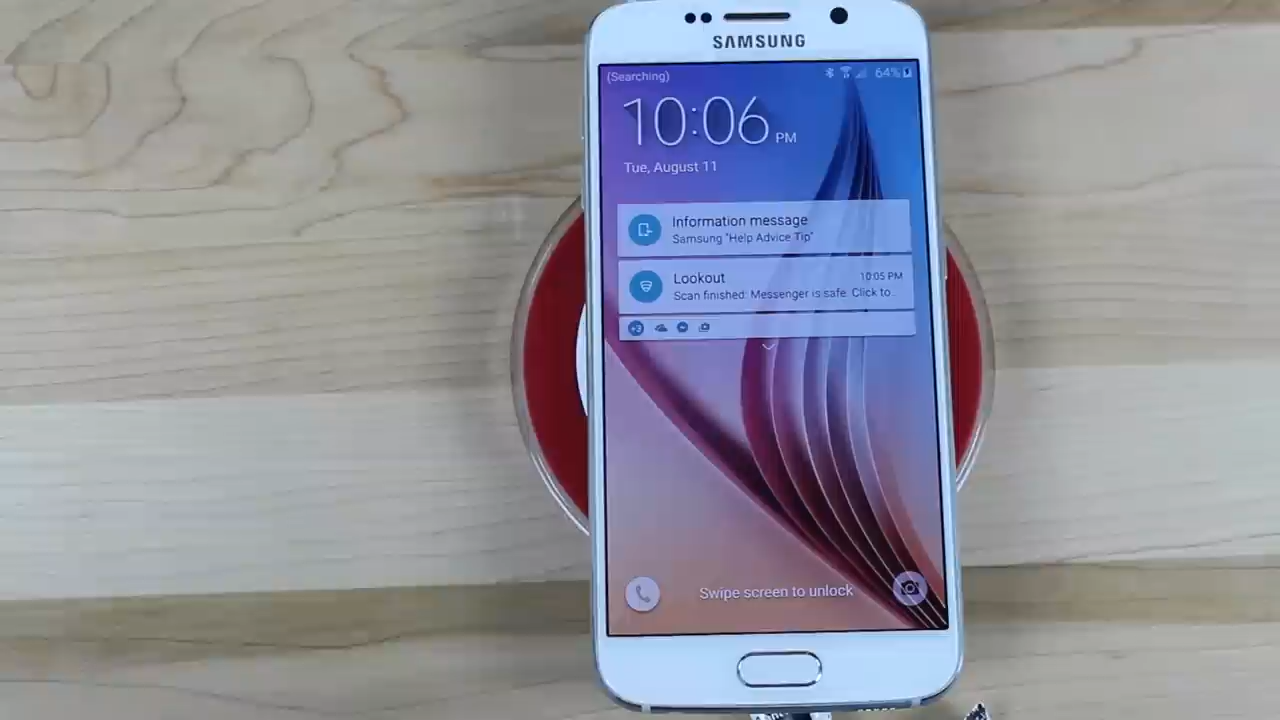 SAMSUNG
(Searching)
64%
10:06 PM
Tue, August 11
Information message
Samsung "Help Advice Tip"
Lookout
10:05 PM
Scan finished: Messenger is safe. Click to..
+3
Swipe screen to unlock